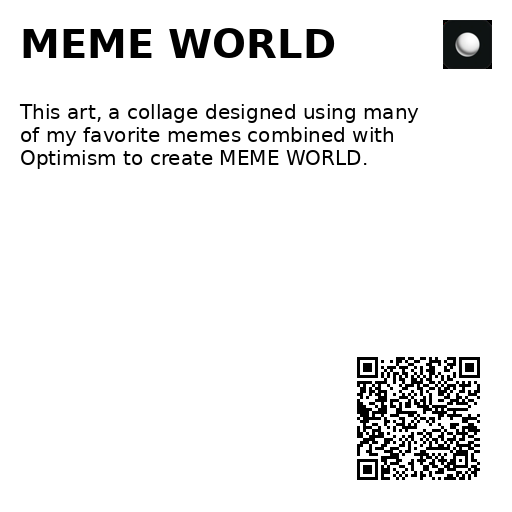 MEME WORLD
This art, a collage designed using many
of my favorite memes combined with
Optimism to create MEME WORLD.